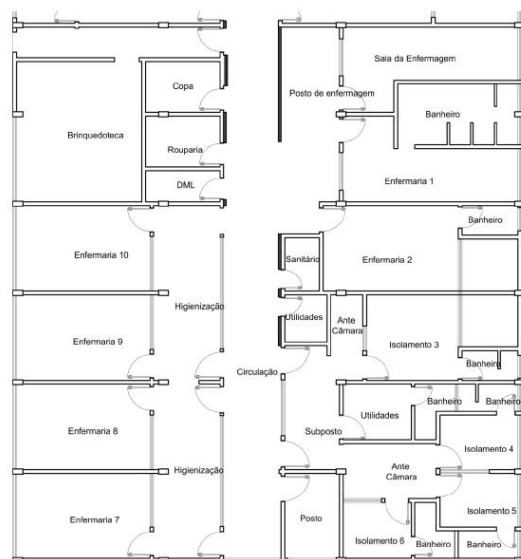 Sala da Enfermagem
Copa
Posto de enfermagem
Banheiro
Brinquedoteca
Rouparia
DML
Enfermaria 1
Banheiro
Enfermaria 10
Sanitário
Enfermaria 2
Higienização
Utilidades
Ante
Câmara
Enfermaria 9
Isolamento 3
Banheiro
Circulação
Banheiro
Banheiro
Utilidades
Enfermaria 8
Subposto
Isolamento 4
Higienização
Ante
Câmara
Isolamento 5
Enfermaria 7
Posto
Isolamento 6
Banheiro
Banheiro